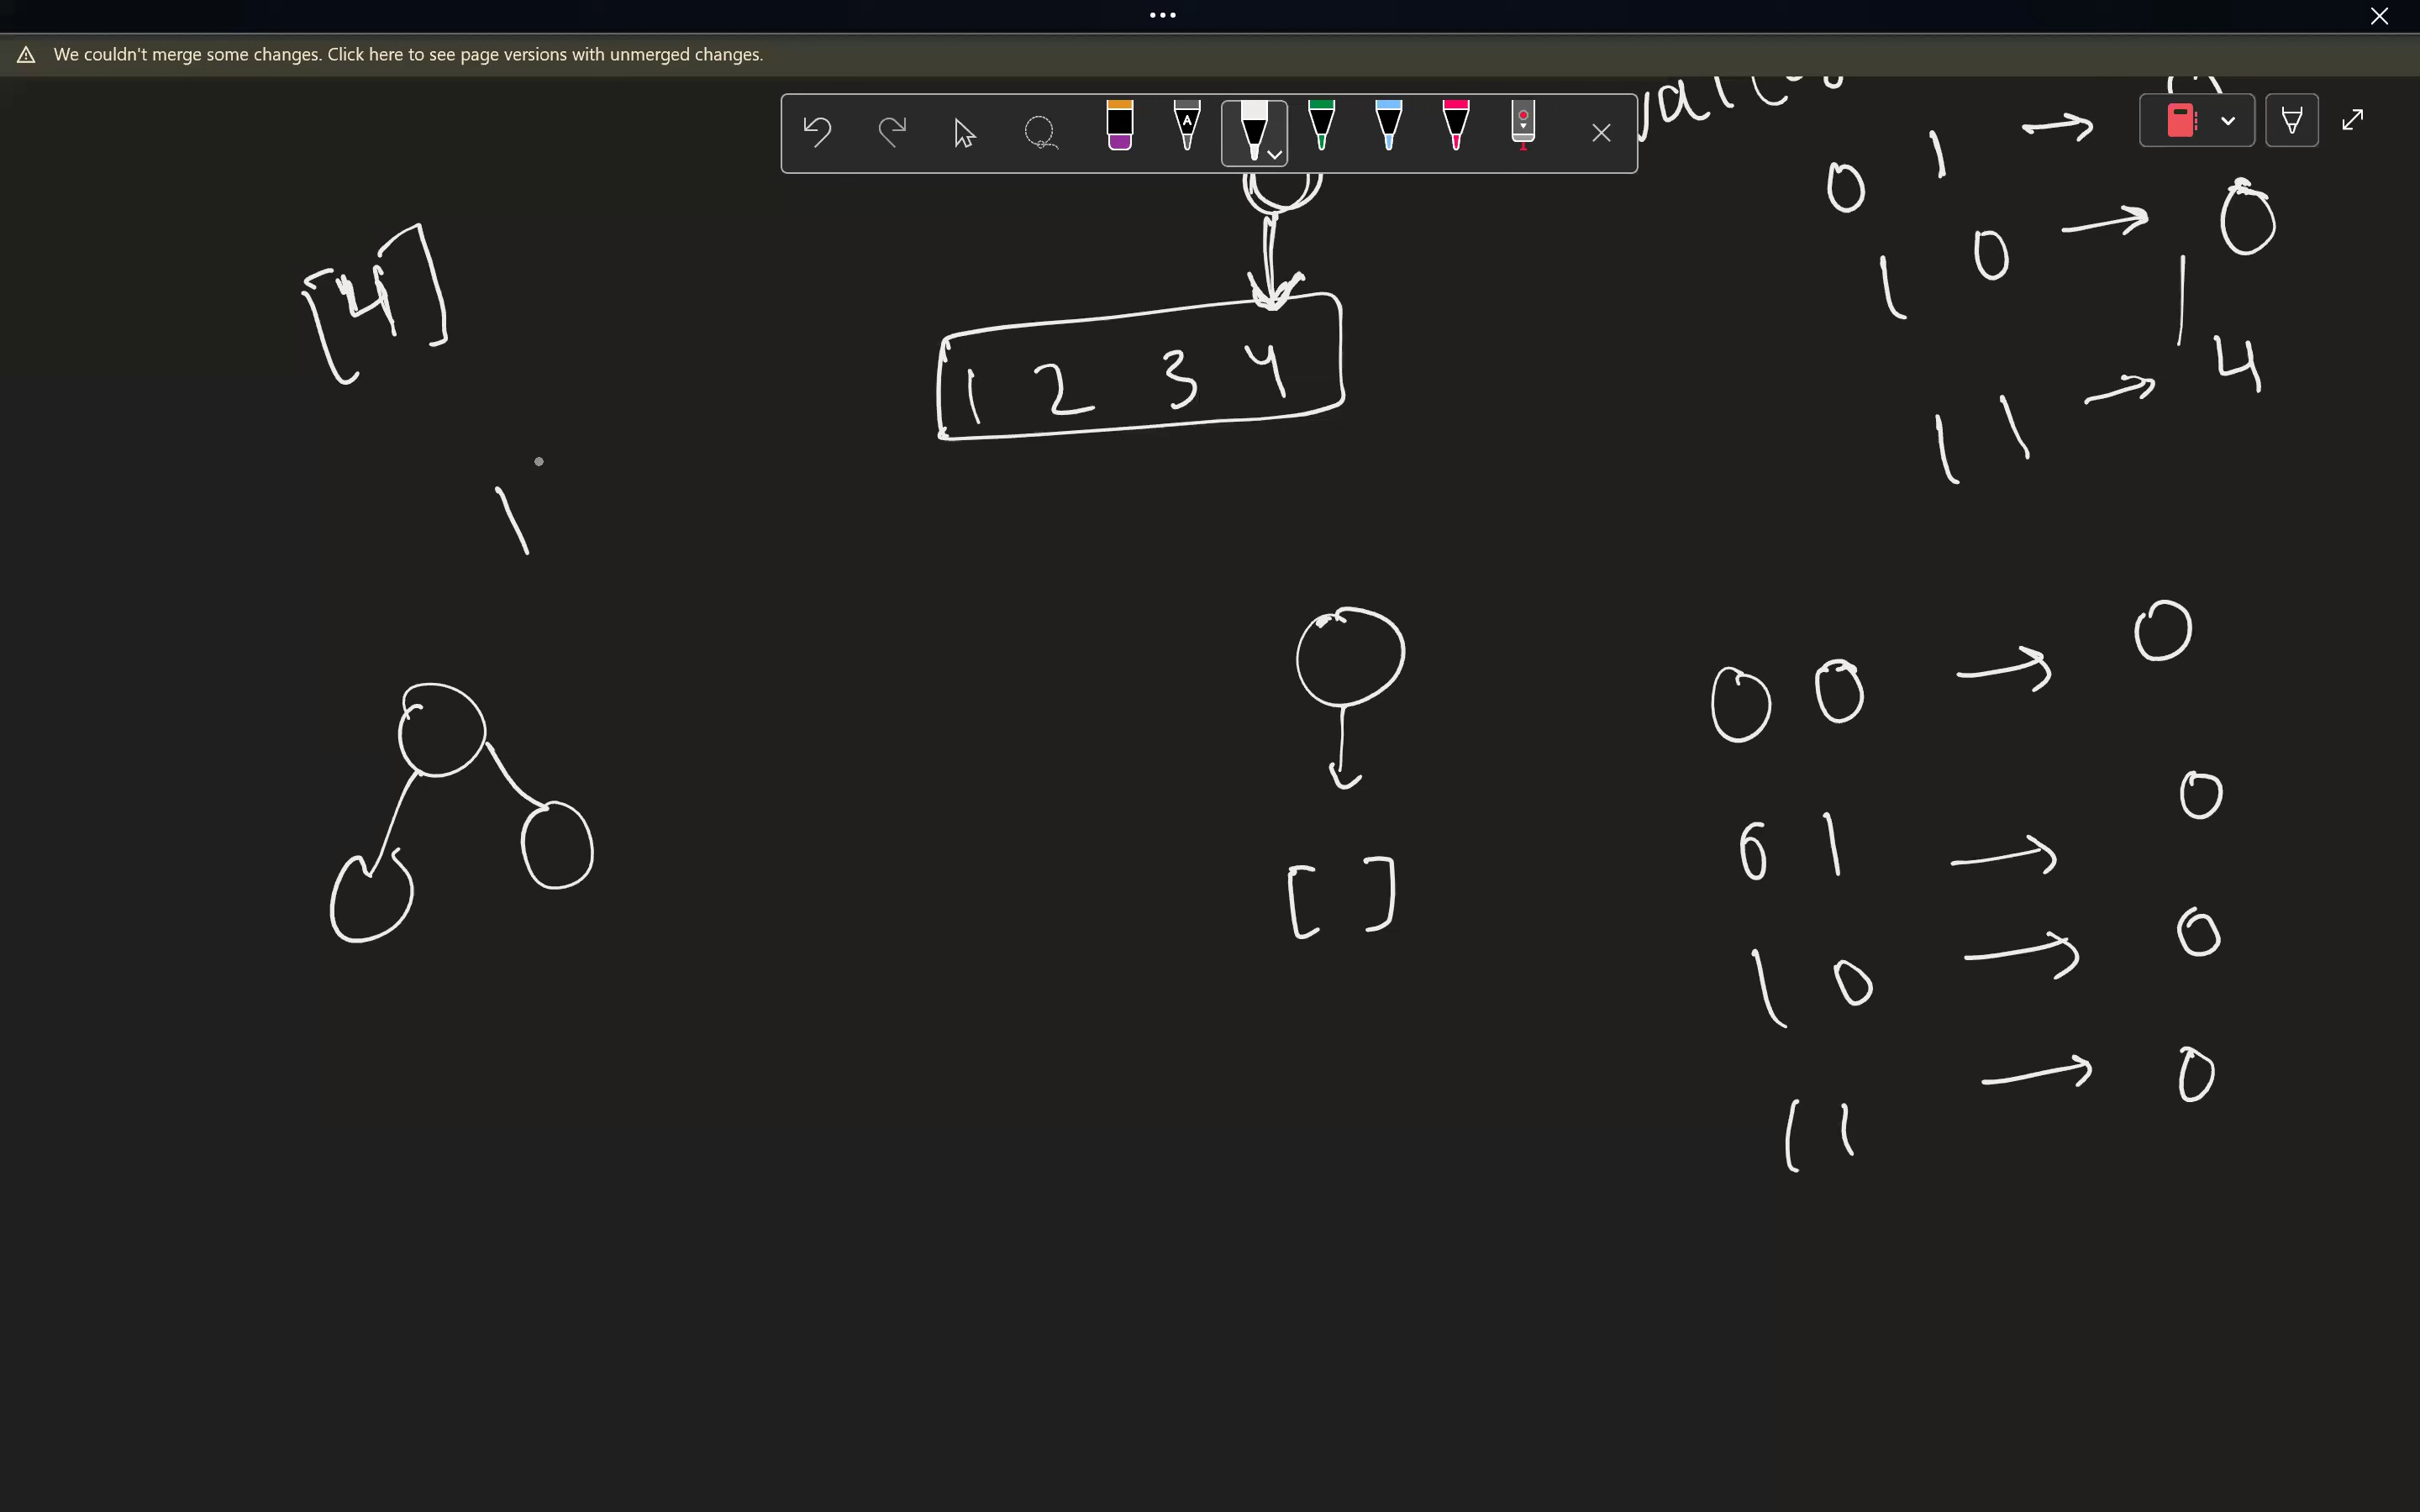 We couldn't merge some changes. Click here to see page versions with unmerged changes.
A
0 1 →
1 0 → 0
[4]
1 2 3 4
1
1 1 → 4
1
0 0 → 0
0 1 → 0
[ ]
1 0 → 0
1 1 → 0